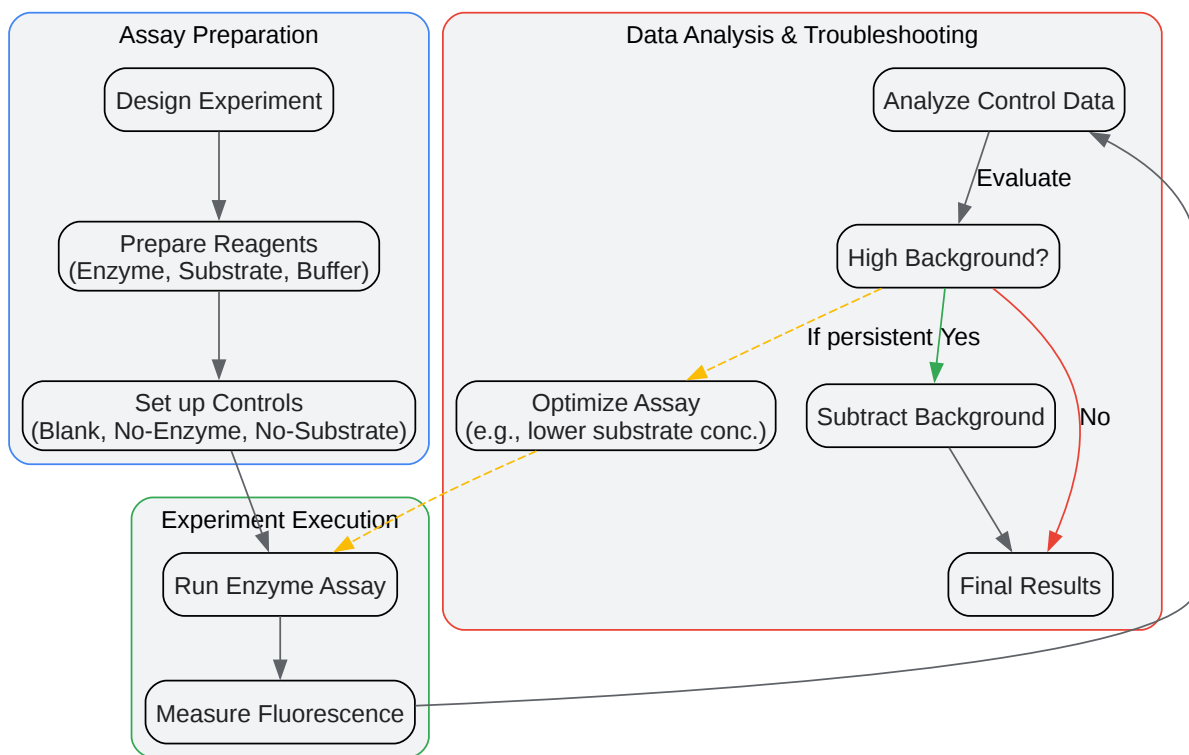 Assay Preparation
Design Experiment
Prepare Reagents
(Enzyme, Substrate, Buffer)
Set up Controls
(Blank, No-Enzyme, No-Substrate)
Experiment Execution
Run Enzyme Assay
Measure Fluorescence
Data Analysis & Troubleshooting
Analyze Control Data
Evaluate
High Background?
If persistent
Yes
No
Optimize Assay
(e.g., lower substrate conc.)
Subtract Background
Final Results